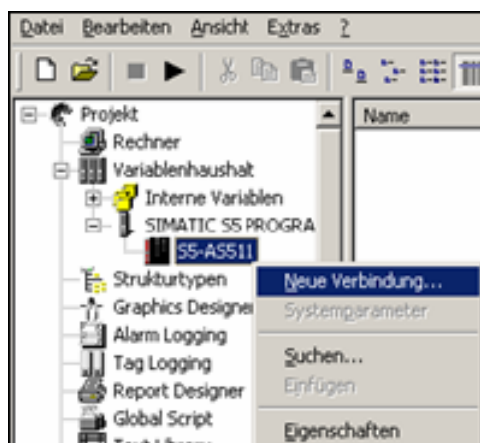 Datei Bearbeiten Ansicht Extras ?
Name
Projekt
Rechner
Variablenhaushalt
Interne Variablen
SIMATIC S5 PROGRA
S5-AS511
Strukturtypen
Graphics Designer
Alarm Logging
Tag Logging
Report Designer
Global Script
Neue Verbindung...
Systemparameter
Suchen...
Einfügen
Eigenschaften